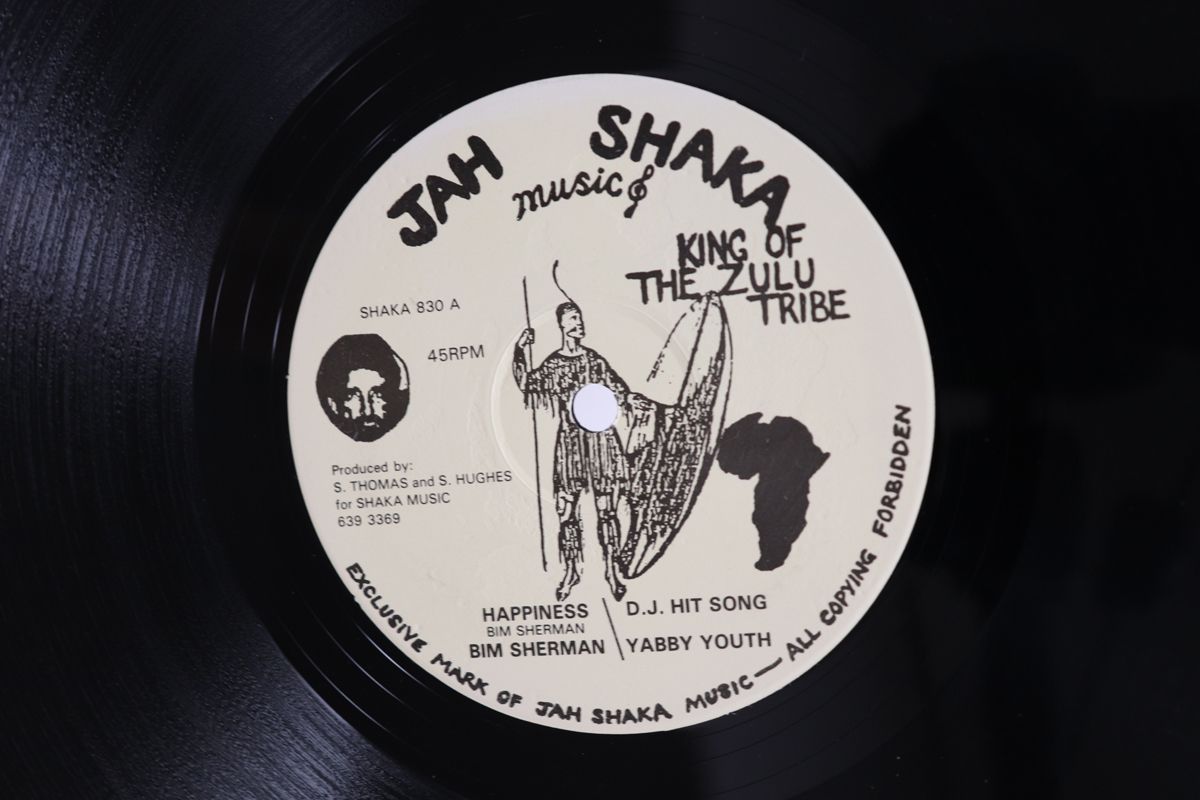 JAH SHAKA
music
KING OF
THE ZULU
TRIBE
SHAKA 830 A
45RPM
Produced by:
S. THOMAS and S. HUGHES
for SHAKA MUSIC
639 3369
HAPPINESS
BIM SHERMAN
BIM SHERMAN
D.J. HIT SONG
YABBY YOUTH
EXCLUSIVE MARK OF JAH SHAKA MUSIC — ALL COPYING FORBIDDEN